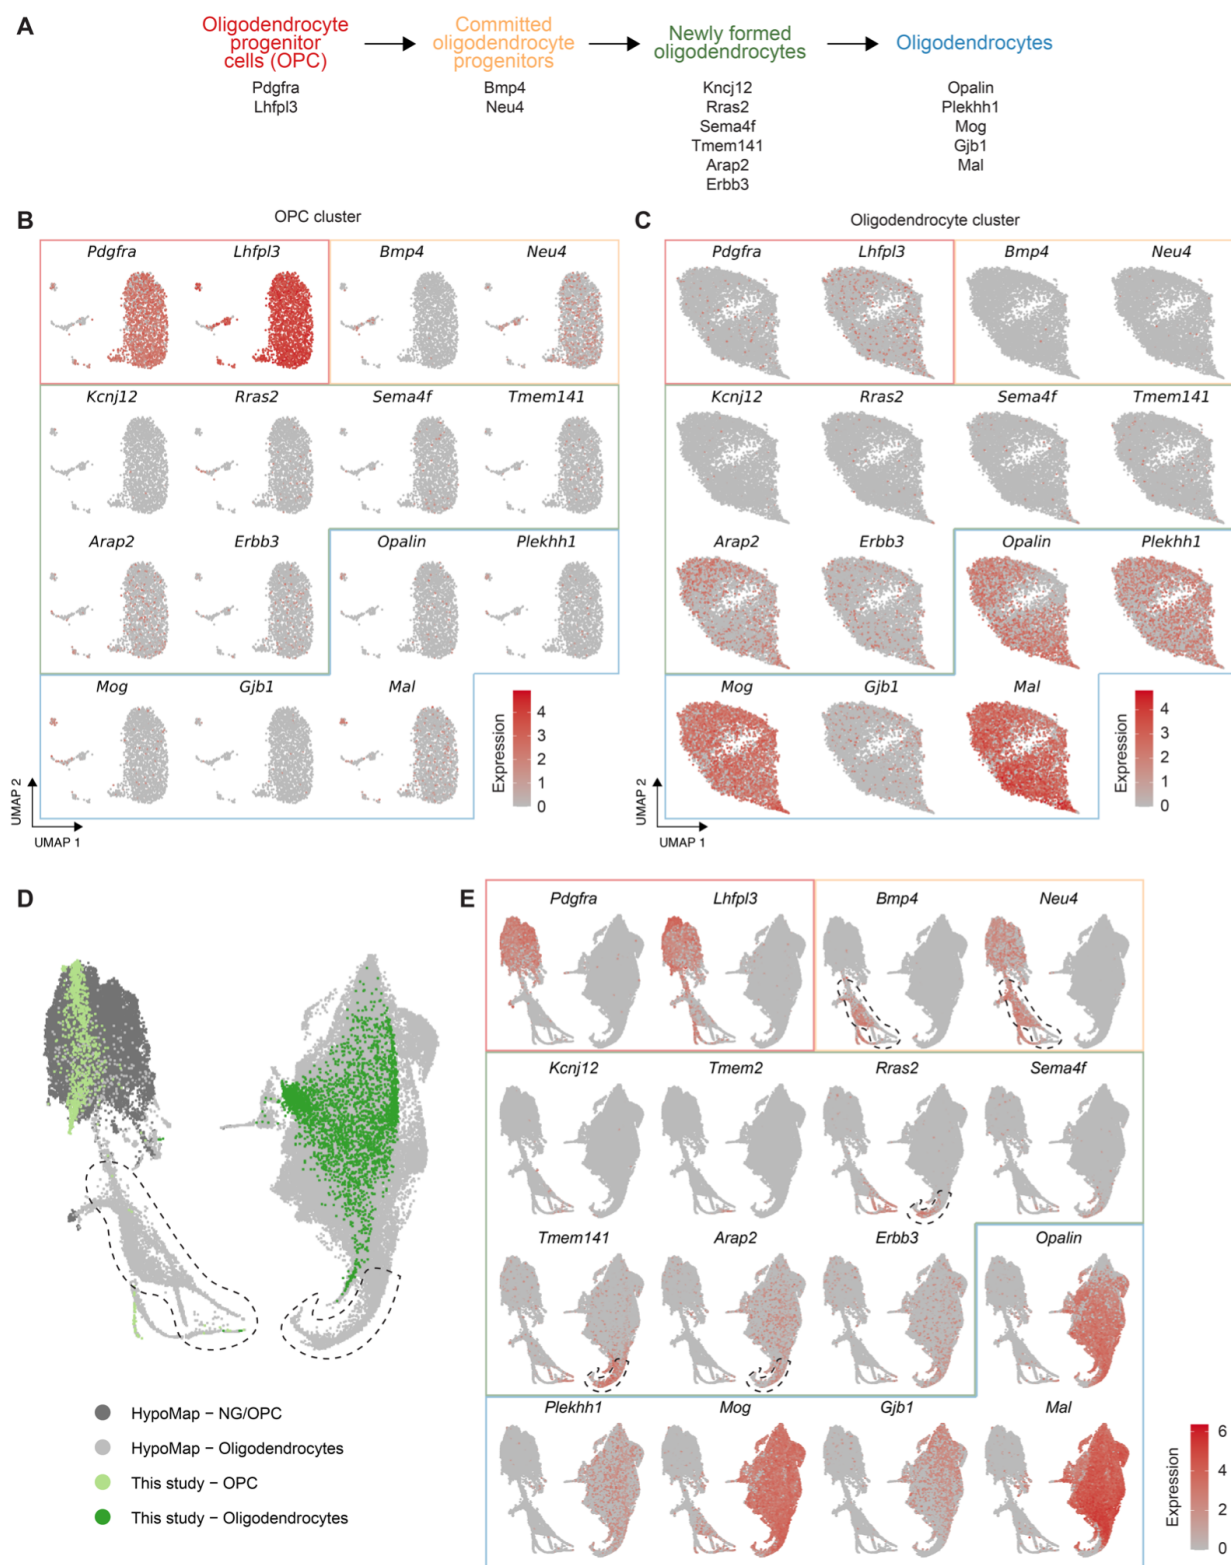 A
Oligodendrocyte
progenitor
cells (OPC)
Committed
oligodendrocyte
progenitors
Newly formed
oligodendrocytes
Oligodendrocytes
Pdgfra
Lhfpl3
Bmp4
Neu4
Kncj12
Rras2
Sema4f
Tmem141
Arap2
Erbb3
Opalin
Plekhh1
Mog
Gjb1
Mal
B
OPC cluster
Pdgfra Lhfpl3 Bmp4 Neu4
Kcnj12 Rras2 Sema4f Tmem141
Arap2 Erbb3 Opalin Plekhh1
Mog Gjb1 Mal
Expression
4
3
2
1
0
UMAP 2
UMAP 1
C
Oligodendrocyte cluster
Pdgfra Lhfpl3 Bmp4 Neu4
Kcnj12 Rras2 Sema4f Tmem141
Arap2 Erbb3 Opalin Plekhh1
Mog Gjb1 Mal
Expression
4
3
2
1
0
UMAP 2
UMAP 1
D
HypoMap – NG/OPC
HypoMap – Oligodendrocytes
This study – OPC
This study – Oligodendrocytes
E
Pdgfra Lhfpl3 Bmp4 Neu4
Kcnj12 Tmem2 Rras2 Sema4f
Tmem141 Arap2 Erbb3 Opalin
Plekhh1 Mog Gjb1 Mal
Expression
6
4
2
0